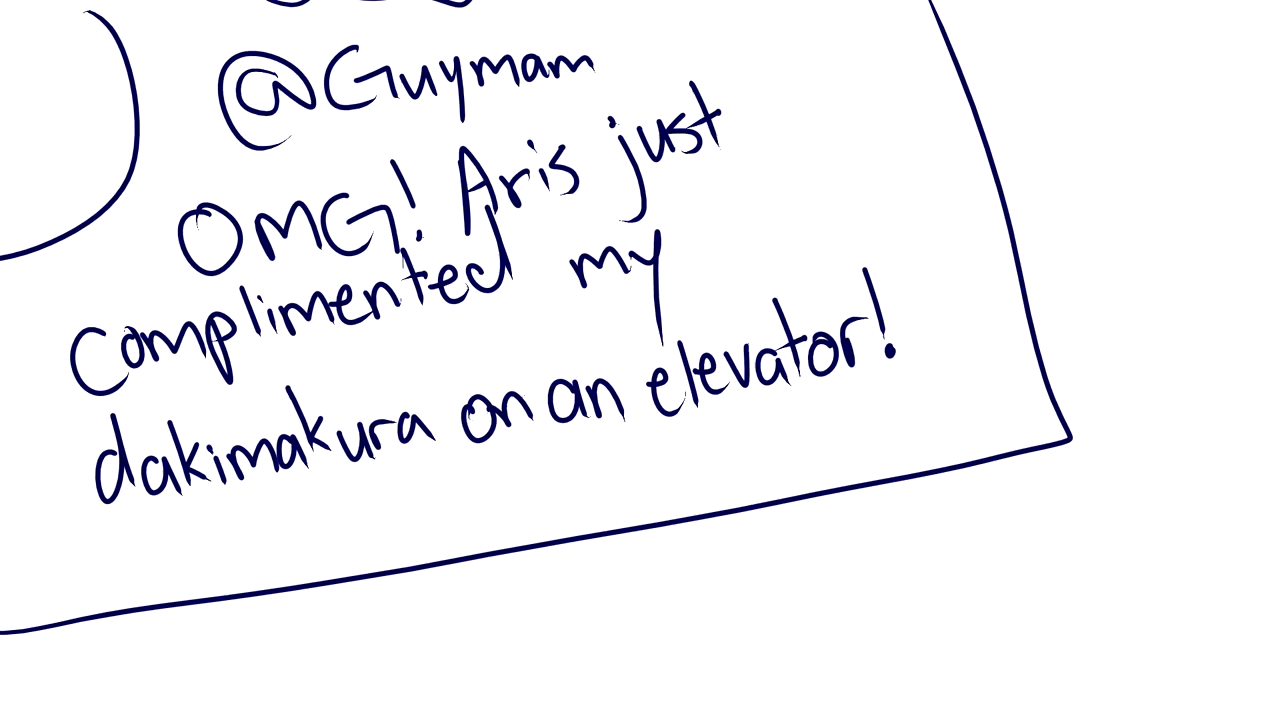 @Guymam
OMG! Aris just
complimented my
dakimakura on an elevator!